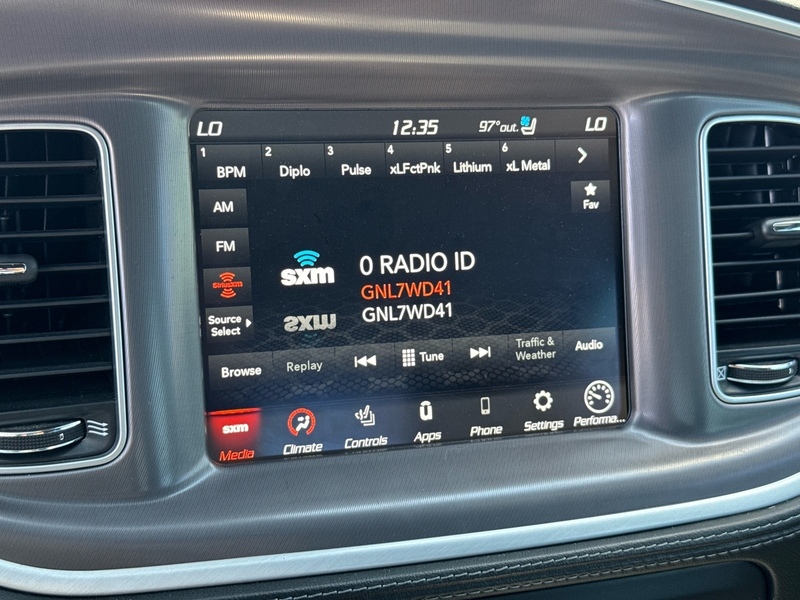 LO 12:35 97°out. LO
1 BPM 2 Diplo 3 Pulse 4 xLFctPnk 5 Lithium 6 xL Metal
Fav
AM
FM
SIUSXM
Source
Select
sxm
sxm
0 RADIO ID
GNL7WD41
GNL7WD41
Browse Replay Tune Traffic &
Weather Audio
sxm
Media Climate Controls Apps Phone Settings Performa...